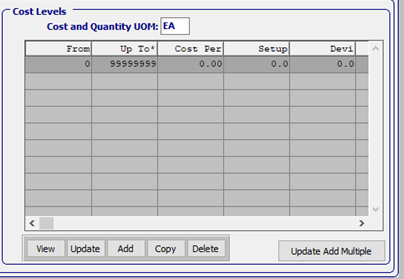 Cost Levels
Cost and Quantity UOM: EA
From Up To* Cost Per Setup Devi
0 99999999 0.00 0.0 0.0
View Update Add Copy Delete Update Add Multiple